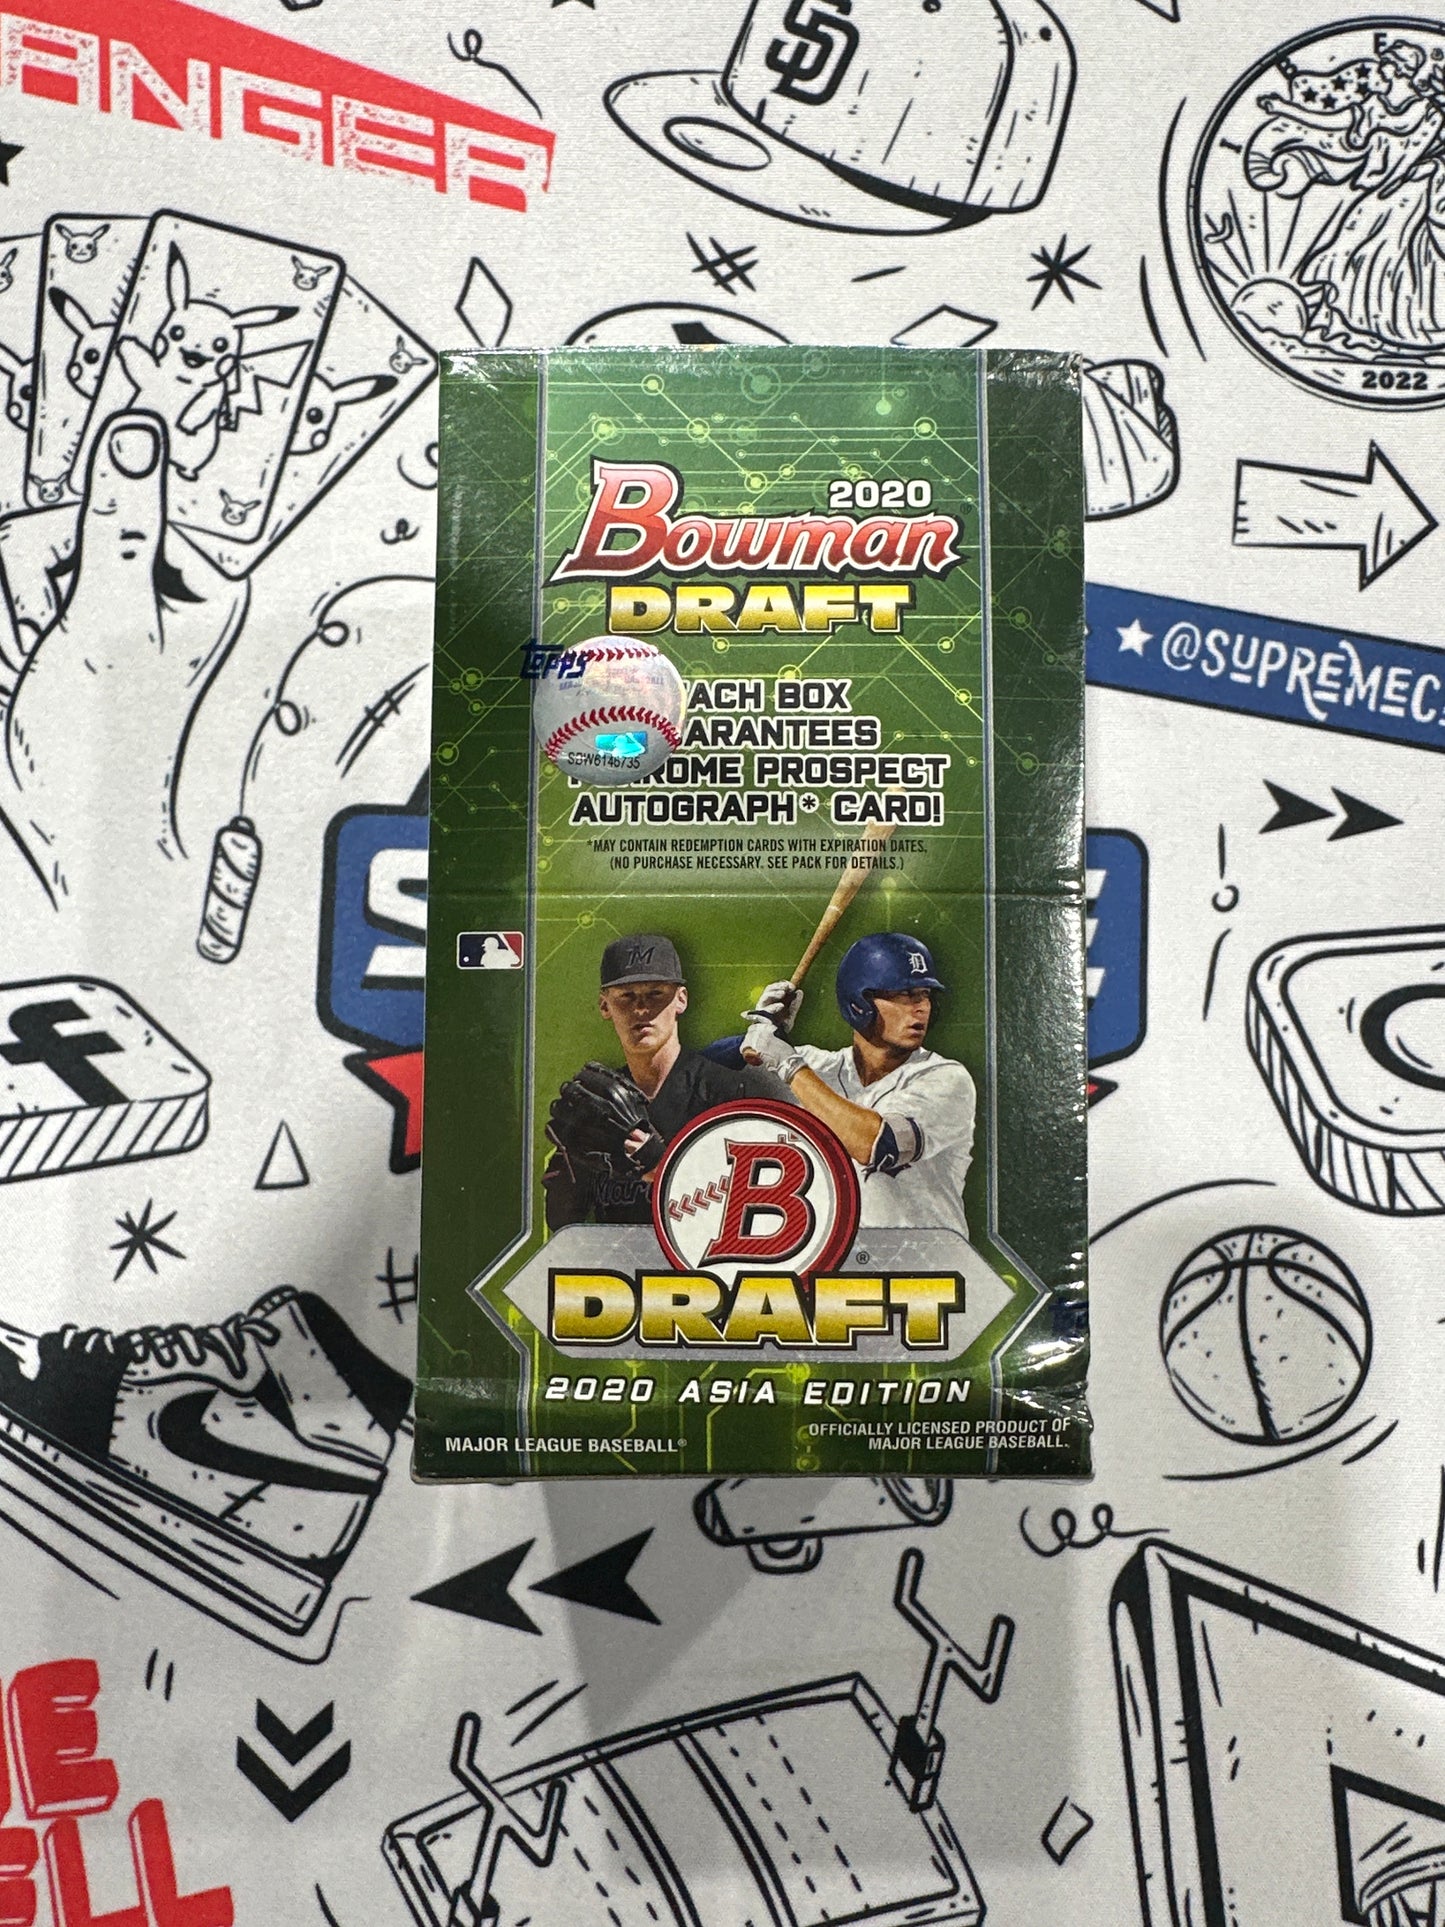 ANGER
SD
2022
2020
Bowman®
DRAFT
topps
ACH BOX
ARANTEES
ROME PROSPECT
AUTOGRAPH* CARD!
SBW6146735
*MAY CONTAIN REDEMPTION CARDS WITH EXPIRATION DATES.
(NO PURCHASE NECESSARY. SEE PACK FOR DETAILS.)
@SUPREMEC
M
D
B
®
DRAFT
2020 ASIA EDITION
MAJOR LEAGUE BASEBALL®
OFFICIALLY LICENSED PRODUCT OF
MAJOR LEAGUE BASEBALL.
f
#